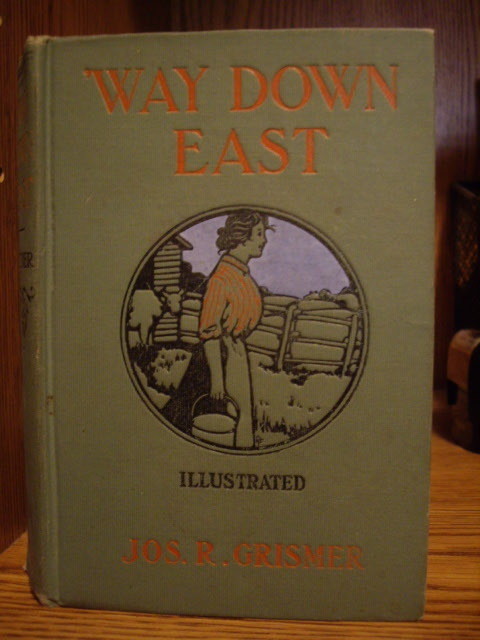 'WAY DOWN
EAST
ILLUSTRATED
JOS. R. GRISMER